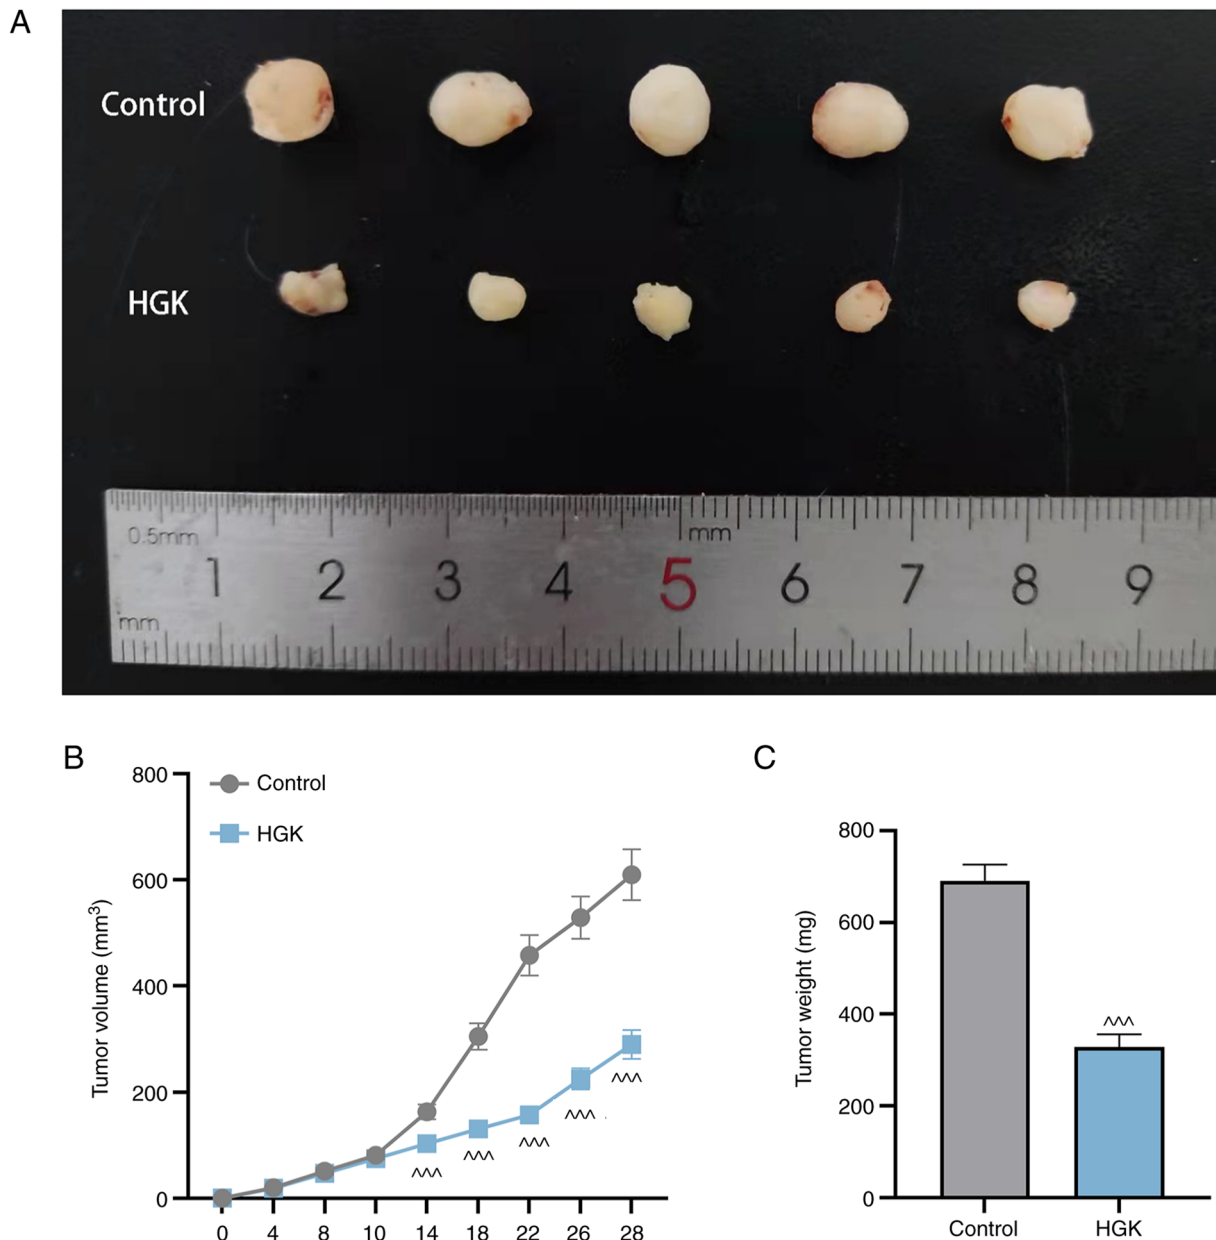 A
Control
HGK
0.5mm
mm
1 2 3 4 5 6 7 8 9
mm
B
800
600
400
200
0
Tumor volume (mm³)
Control
HGK
^^^
^^^
^^^
^^^
^^^
0 4 8 10 14 18 22 26 28
C
800
600
400
200
0
Tumor weight (mg)
^^^
Control HGK